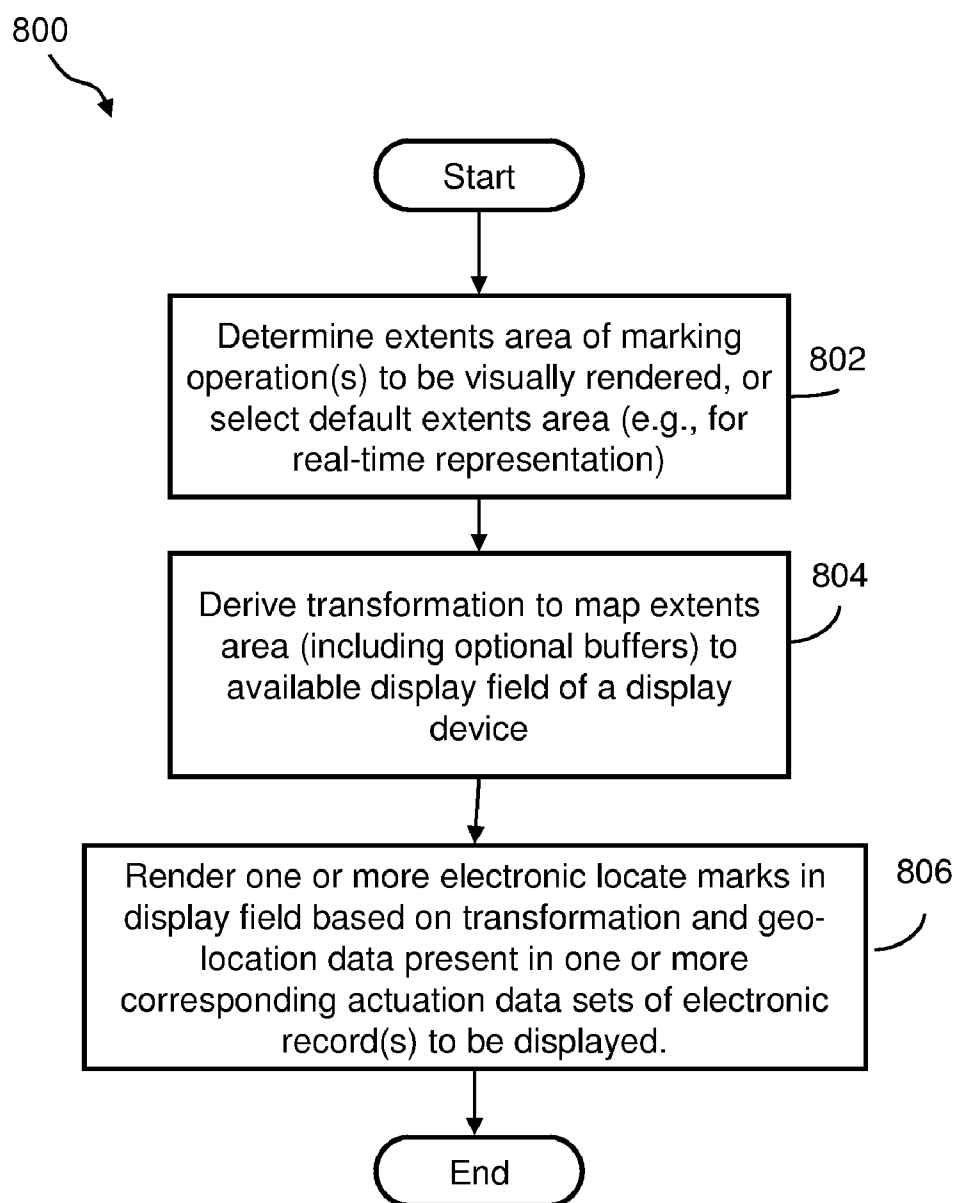 800
Start
Determine extents area of marking
operation(s) to be visually rendered, or
select default extents area (e.g., for
real-time representation)
802
Derive transformation to map extents
area (including optional buffers) to
available display field of a display
device
804
Render one or more electronic locate marks in
display field based on transformation and geo-
location data present in one or more
corresponding actuation data sets of electronic
record(s) to be displayed.
806
End